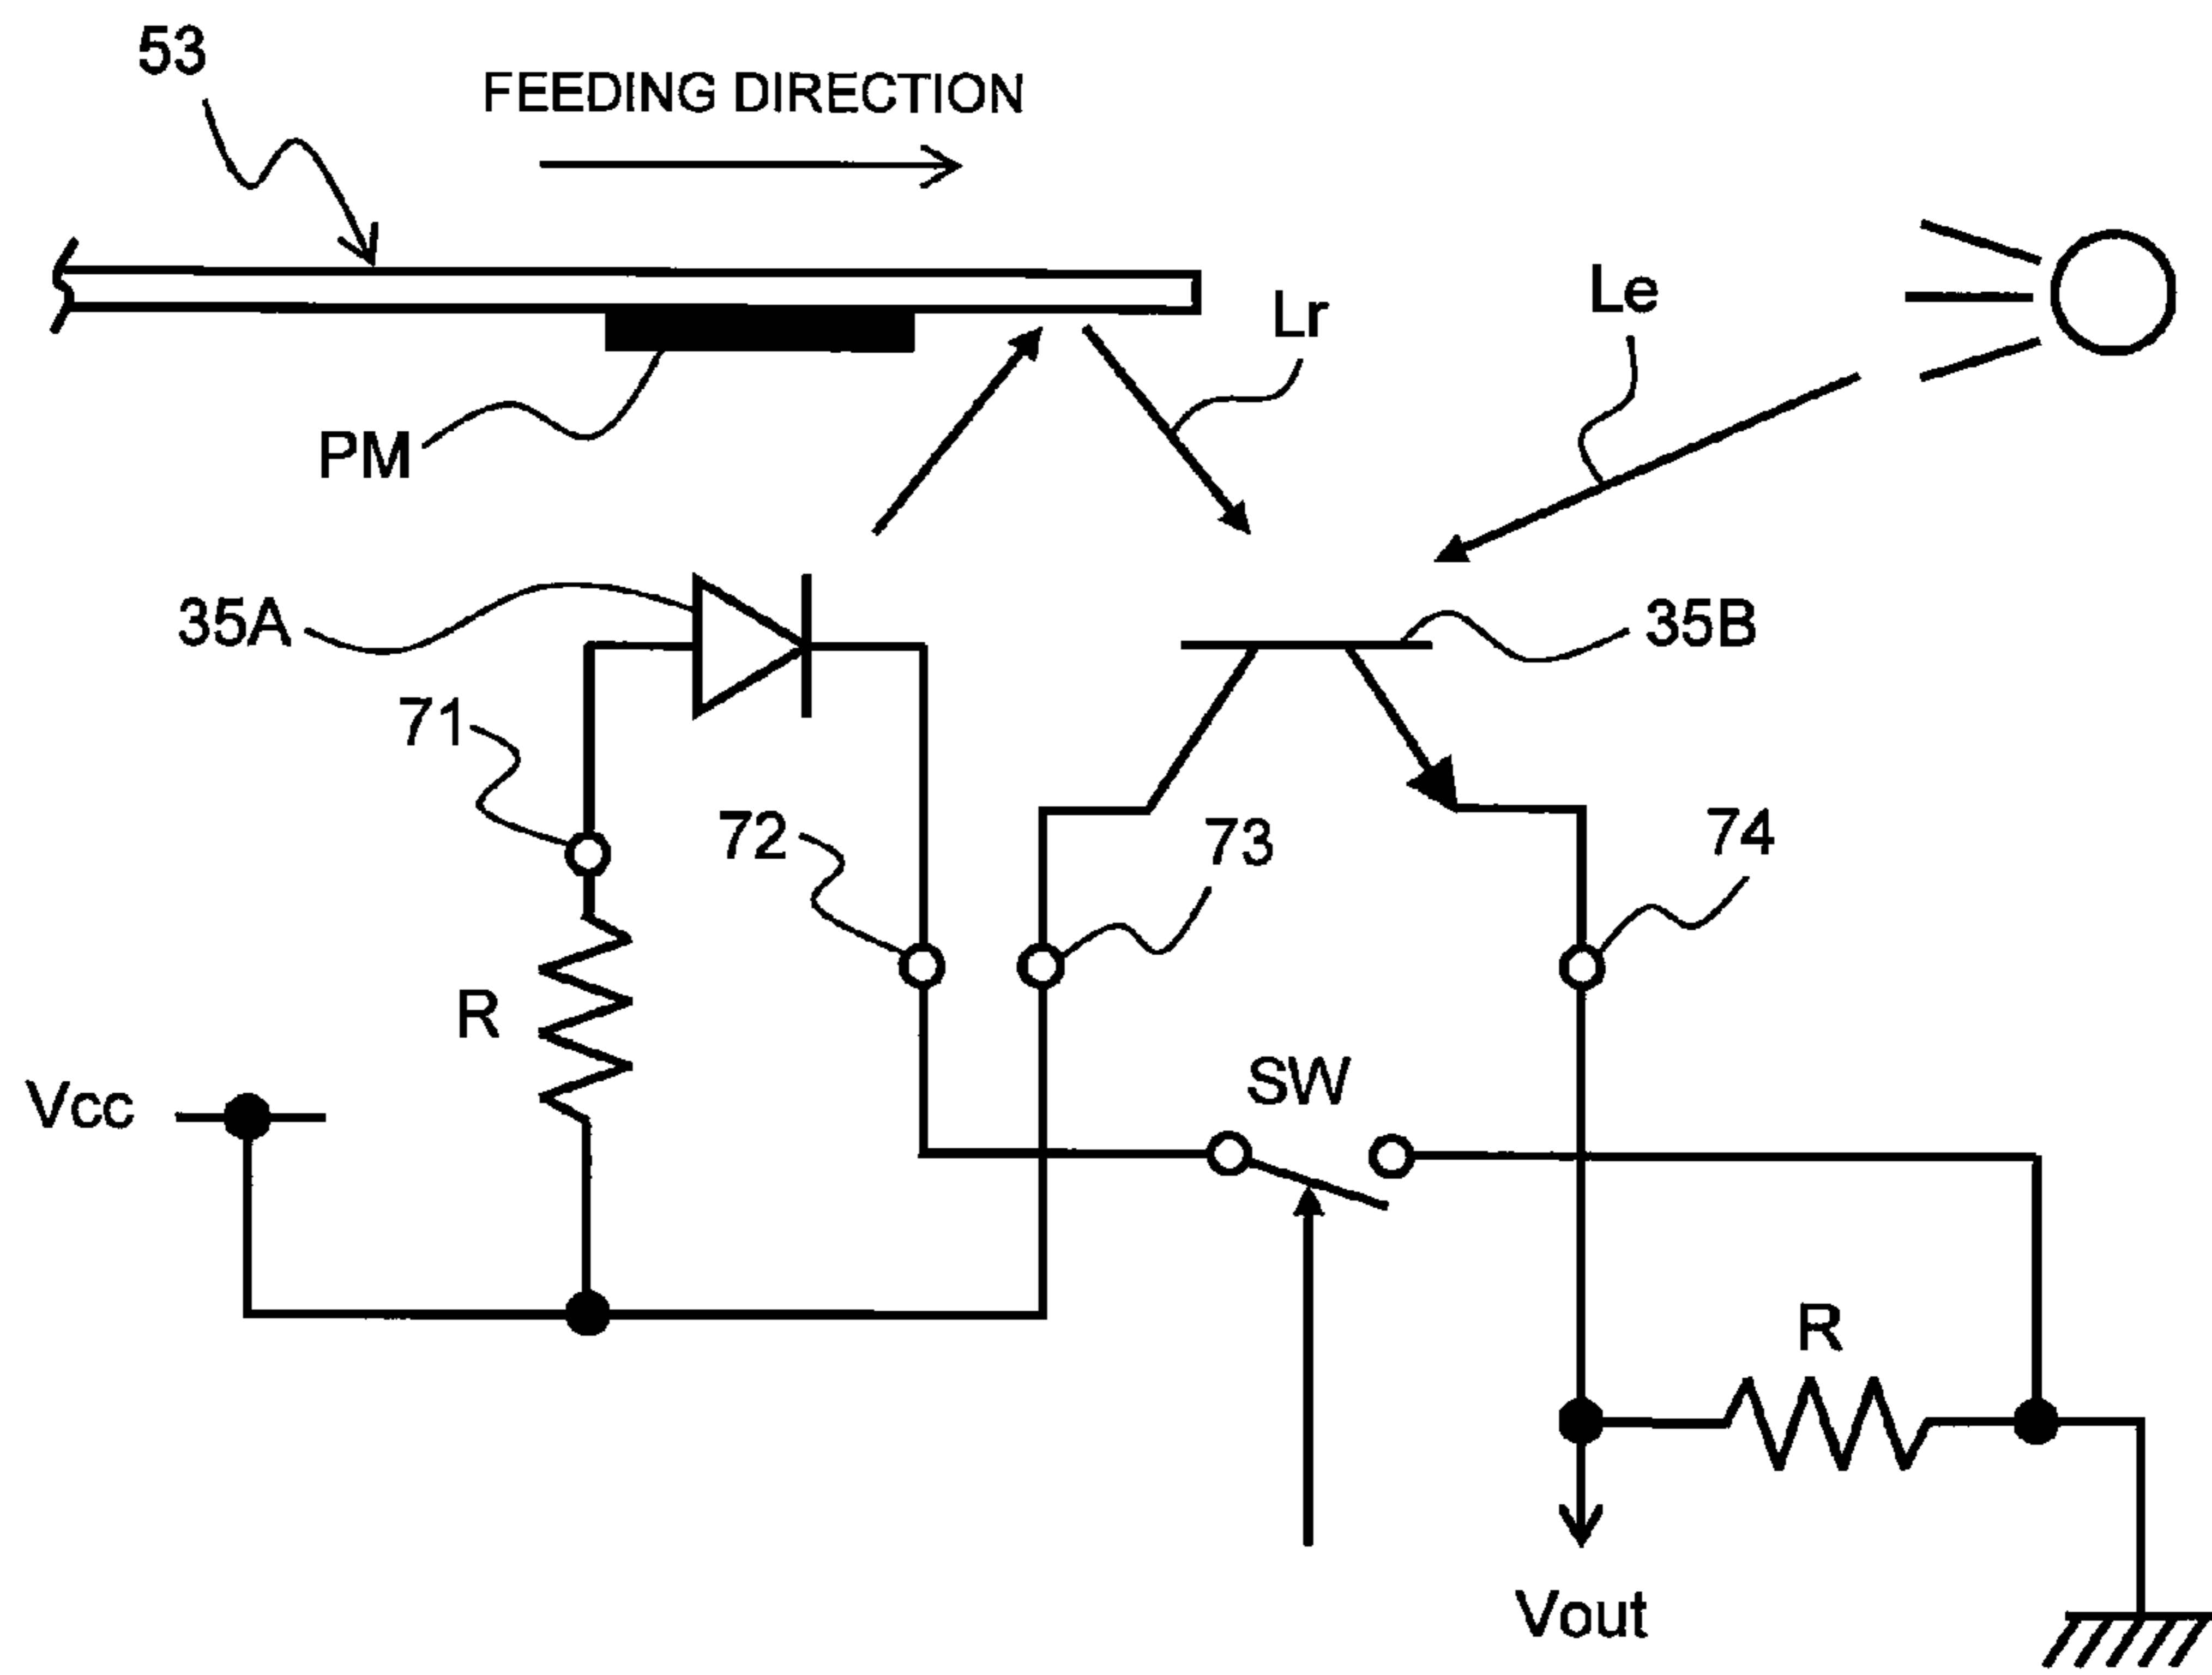 53
FEEDING DIRECTION
Lr
Le
PM
35A
35B
71
72
73
74
R
SW
Vcc
R
Vout